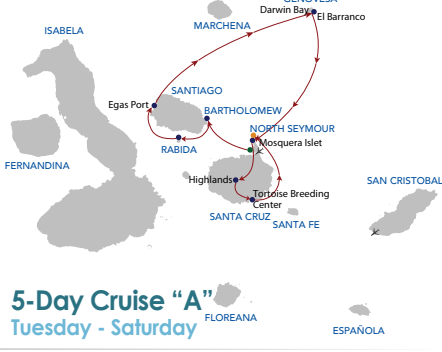 GENOVESA
Darwin Bay
El Barranco
MARCHENA
ISABELA
SANTIAGO
Egas Port
BARTHOLOMEW
NORTH SEYMOUR
Mosquera Islet
RABIDA
FERNANDINA
Highlands
Tortoise Breeding
Center
SAN CRISTOBAL
SANTA CRUZ
SANTA FE
5-Day Cruise “A”
Tuesday - Saturday
FLOREANA
ESPAÑOLA